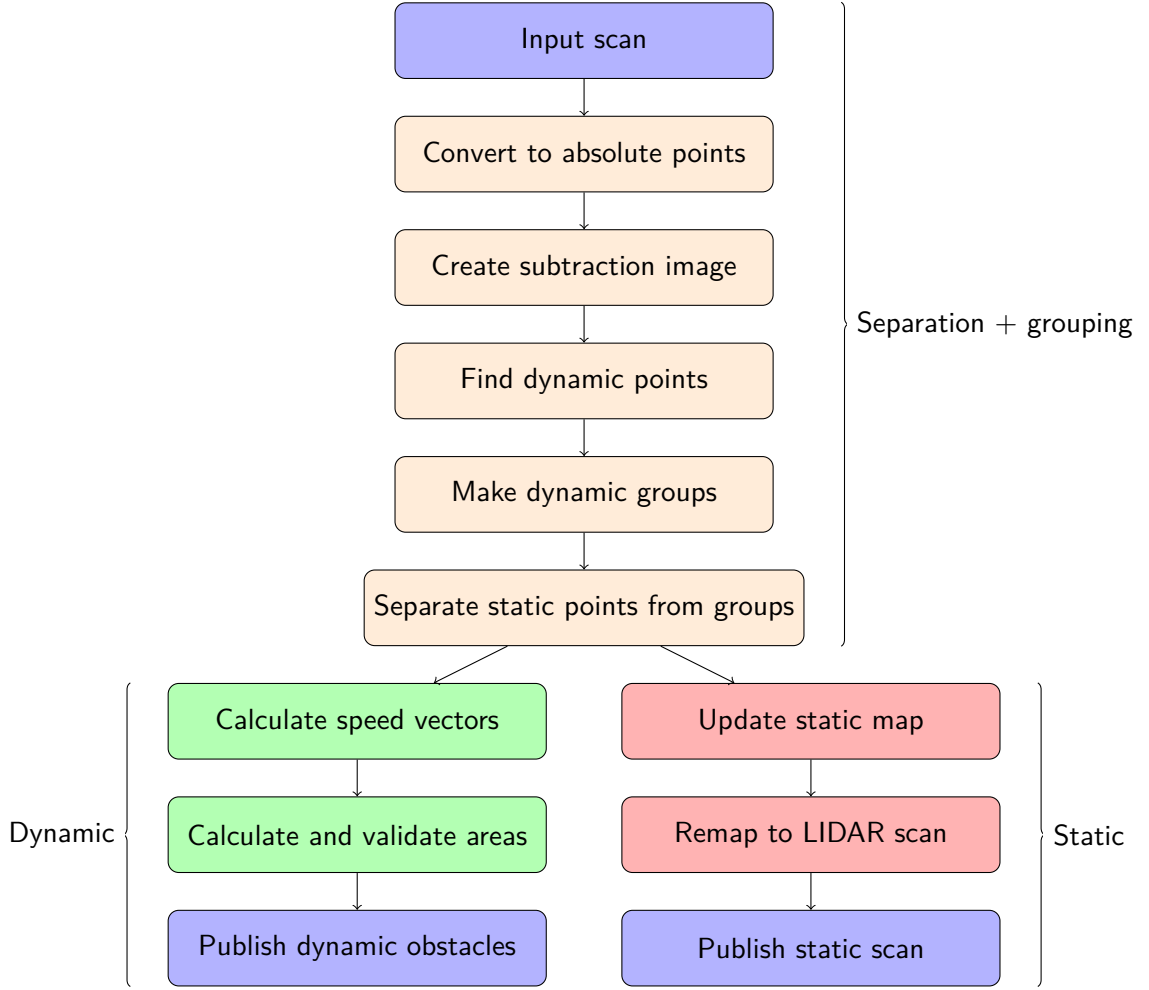 Input scan
Convert to absolute points
Create subtraction image
Separation + grouping
Find dynamic points
Make dynamic groups
Separate static points from groups
Calculate speed vectors
Update static map
Dynamic
Calculate and validate areas
Remap to LIDAR scan
Static
Publish dynamic obstacles
Publish static scan